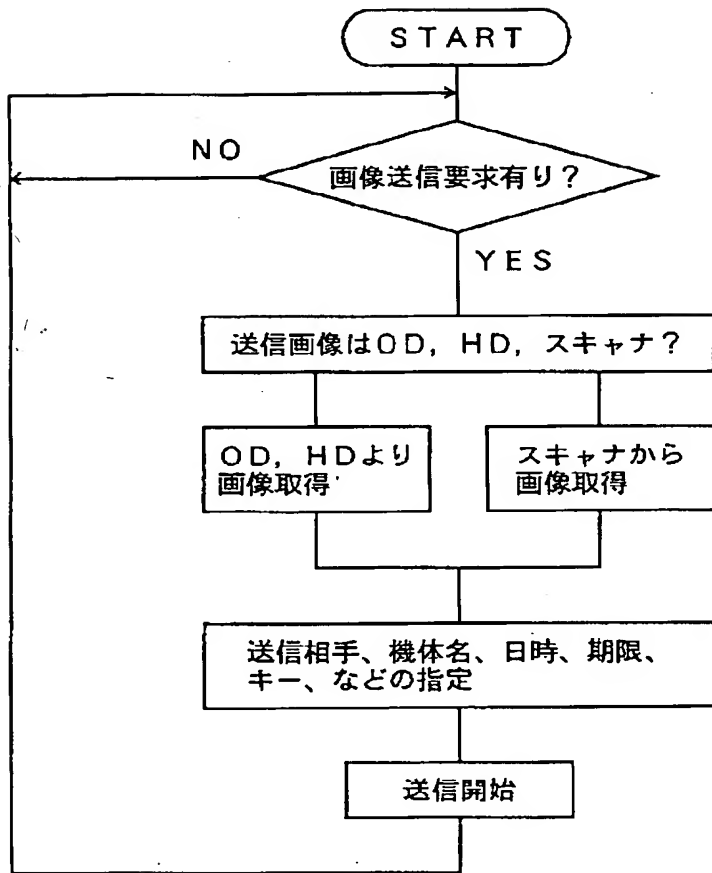 START
NO
画像送信要求有り？
YES
送信画像はOD，HD，スキャナ？
OD，HDより
画像取得
スキャナから
画像取得
送信相手、機体名、日時、期限、
キー、などの指定
送信開始